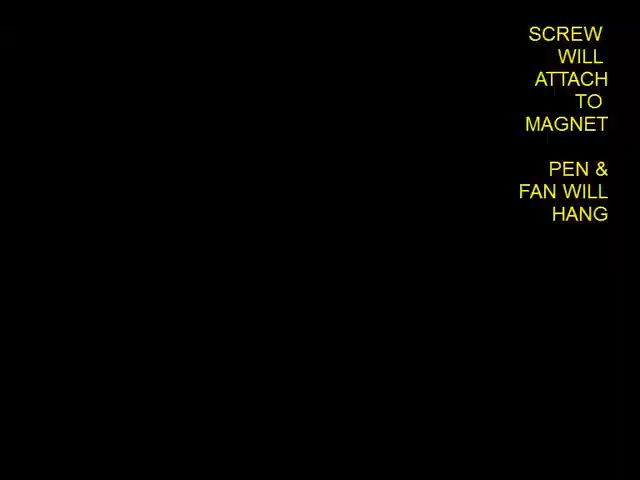 SCREW
WILL
ATTACH
TO
MAGNET
PEN &
FAN WILL
HANG